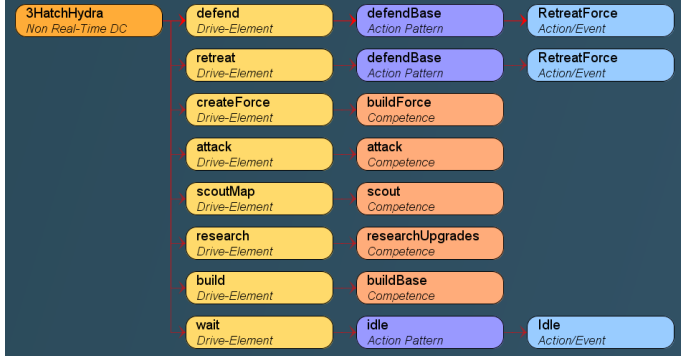 3HatchHydra
Non Real-Time DC
defend
Drive-Element
defendBase
Action Pattern
RetreatForce
Action/Event
retreat
Drive-Element
defendBase
Action Pattern
RetreatForce
Action/Event
createForce
Drive-Element
buildForce
Competence
attack
Drive-Element
attack
Competence
scoutMap
Drive-Element
scout
Competence
research
Drive-Element
researchUpgrades
Competence
build
Drive-Element
buildBase
Competence
wait
Drive-Element
idle
Action Pattern
Idle
Action/Event